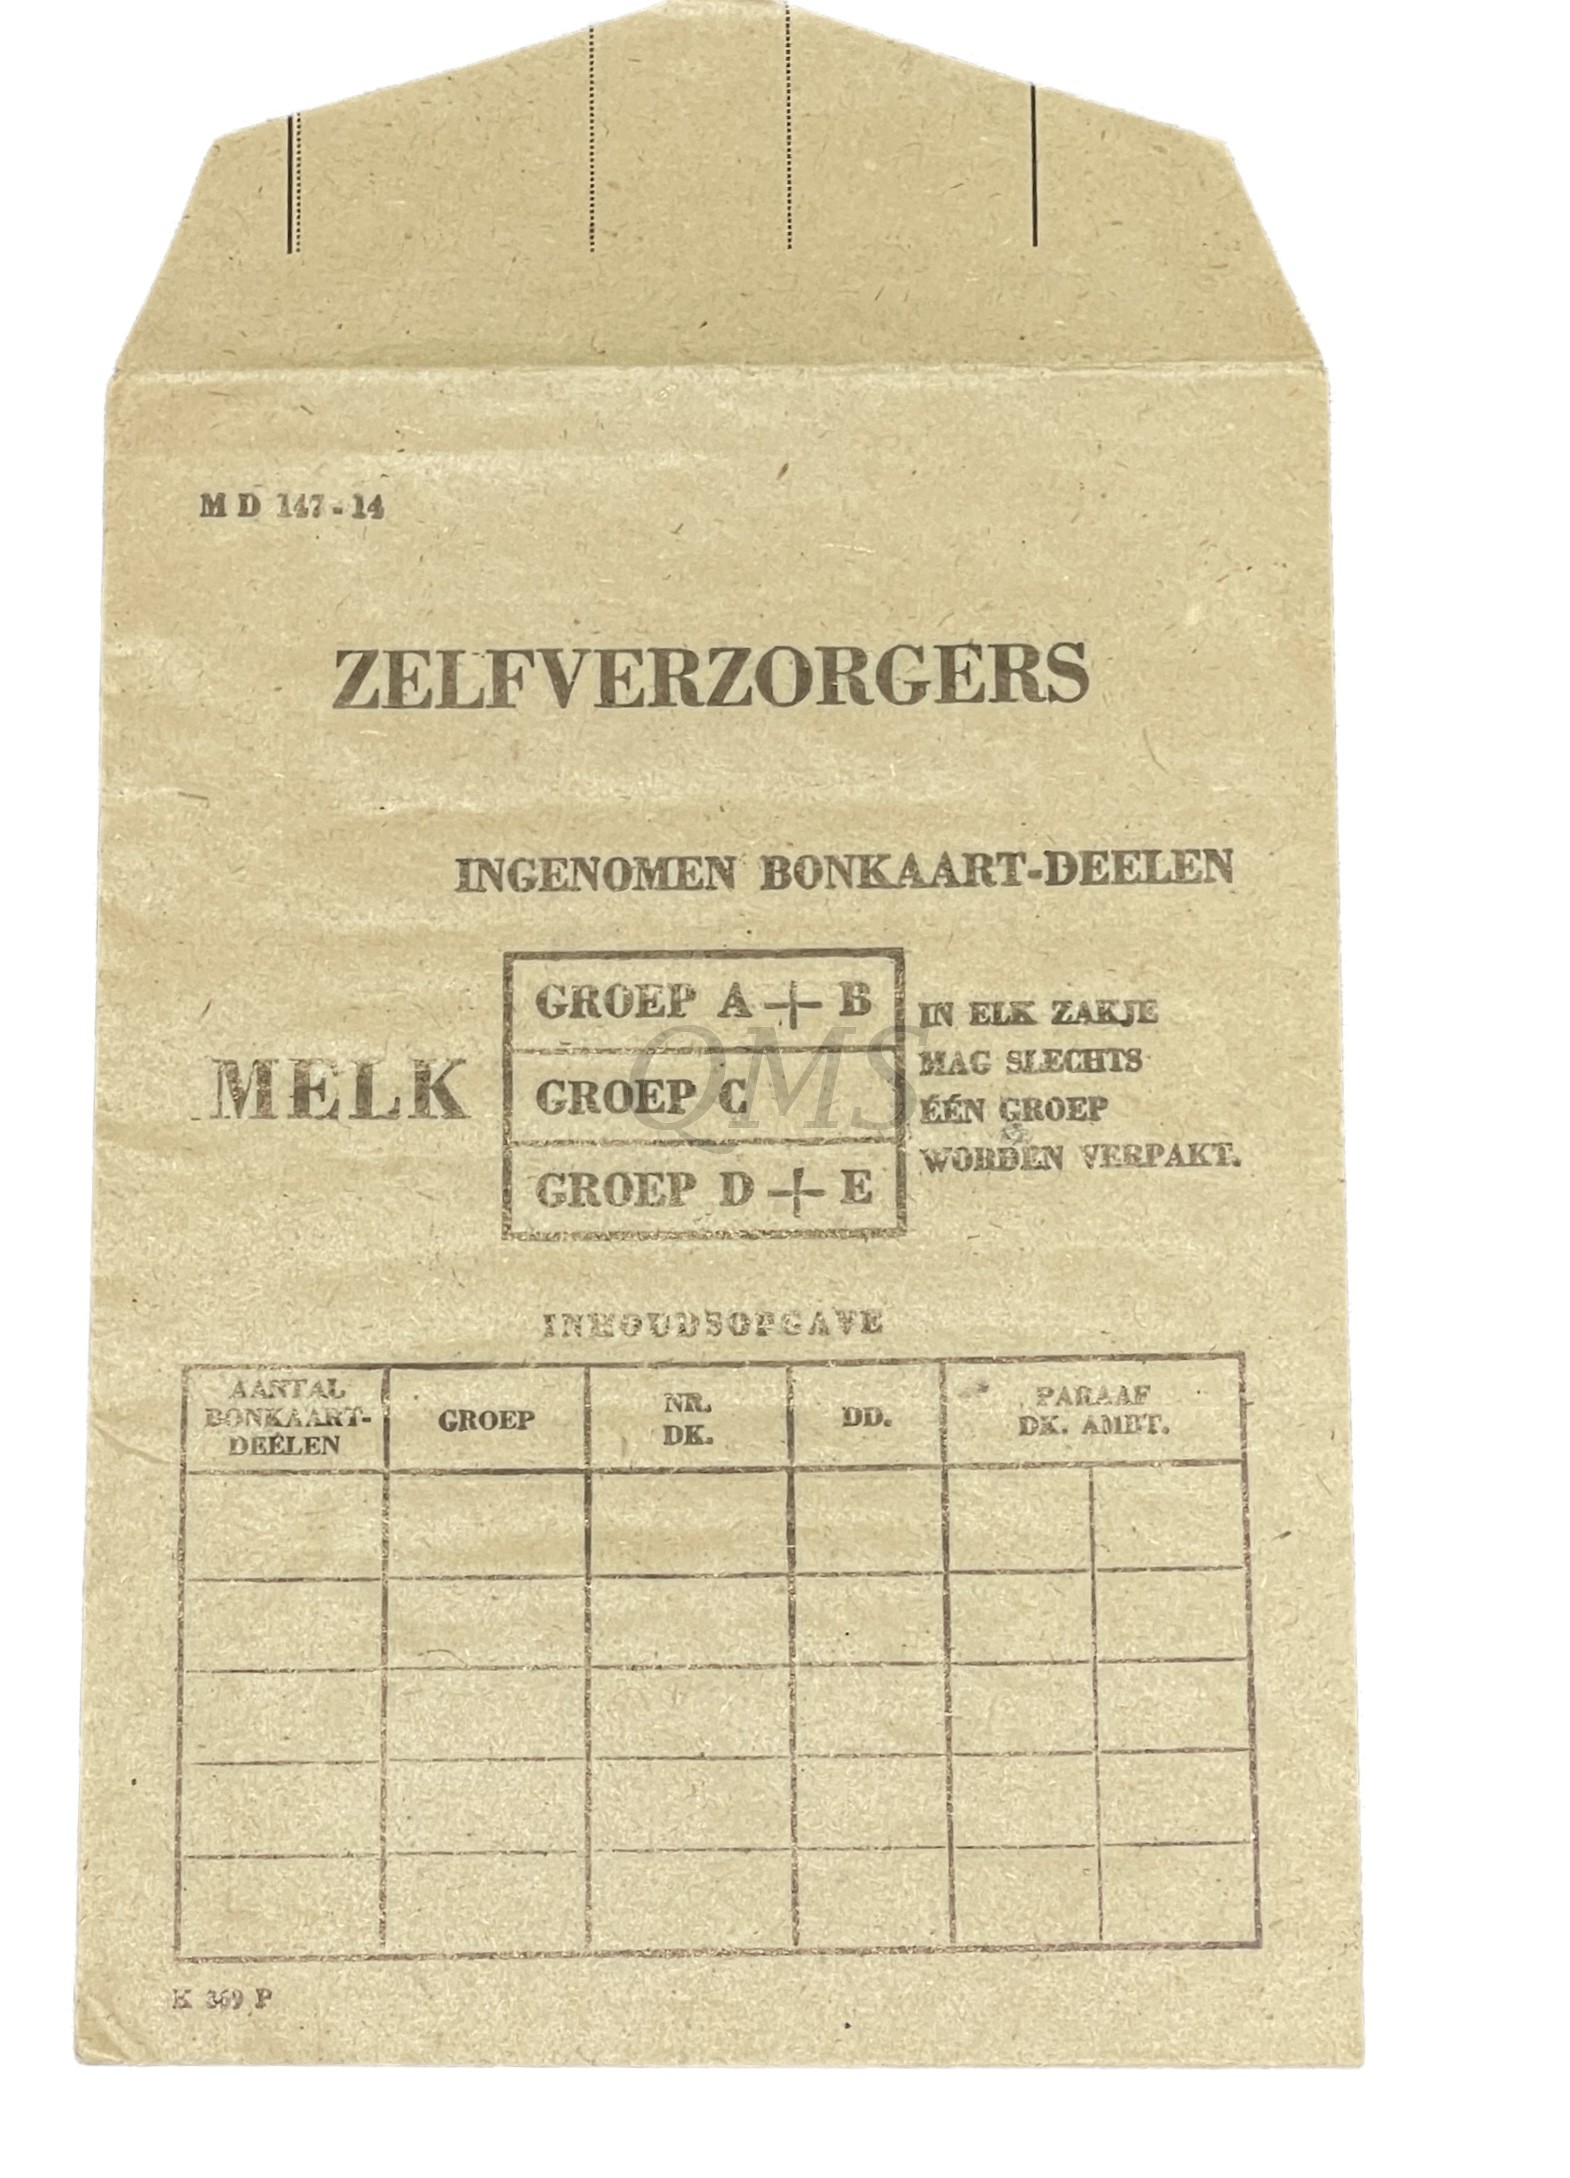 M D 147-14
ZELFVERZORGERS
INGENOMEN BONKAART-DEELEN
MELK
GROEP A + B
GROEP C
GROEP D + E
IN ELK ZAKJE
MAG SLECHTS
ÉÉN GROEP
WORDEN VERPAKT.
QMS
INHOUDSOPGAVE
AANTAL
BONKAART-
DEELEN
GROEP
NR.
DK.
DD.
PARAAF
DK. AMBT.
K 369 P